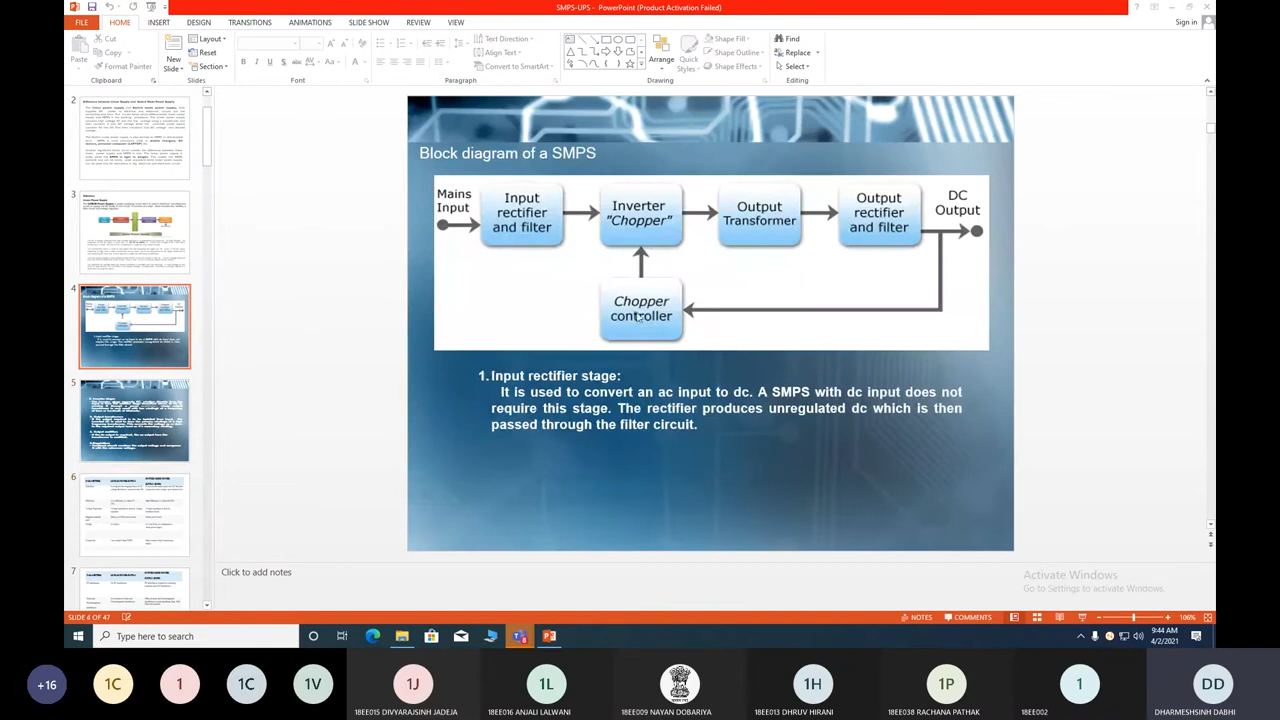 SMPS-UPS - PowerPoint (Product Activation Failed)
FILE HOME INSERT DESIGN TRANSITIONS ANIMATIONS SLIDE SHOW REVIEW VIEW Sign in
Cut
Copy
Format Painter
Paste
Clipboard
New
Slide
Layout
Reset
Section
Slides
Font
Text Direction
Align Text
Convert to SmartArt
Paragraph
Arrange
Quick
Styles
Shape Fill
Shape Outline
Shape Effects
Drawing
Find
Replace
Select
Editing
2
3
4
5
6
7
Block diagram of a SMPS
Mains
Input
Input
rectifier
and filter
Inverter
"Chopper"
Output
Transformer
Output
rectifier
and filter
DC
Output
Chopper
controller
1. Input rectifier stage:
It is used to convert an ac input to dc. A SMPS with dc input does not
require this stage. The rectifier produces unregulated dc which is then
passed through the filter circuit.
Click to add notes
Activate Windows
Go to Settings to activate Windows.
SLIDE 4 OF 47 NOTES COMMENTS 106%
Type here to search
9:44 AM
4/2/2021
+16 1C 1 1C 1V 1J 1L 1H 1P 1 DD
18EE015 DIVYARAJSINH JADEJA 18EE016 ANJALI LALWANI 18EE009 NAYAN DOBARIYA 18EE013 DHRUV HIRANI 18EE038 RACHANA PATHAK 18EE002 DHARMESHSINH DABHI